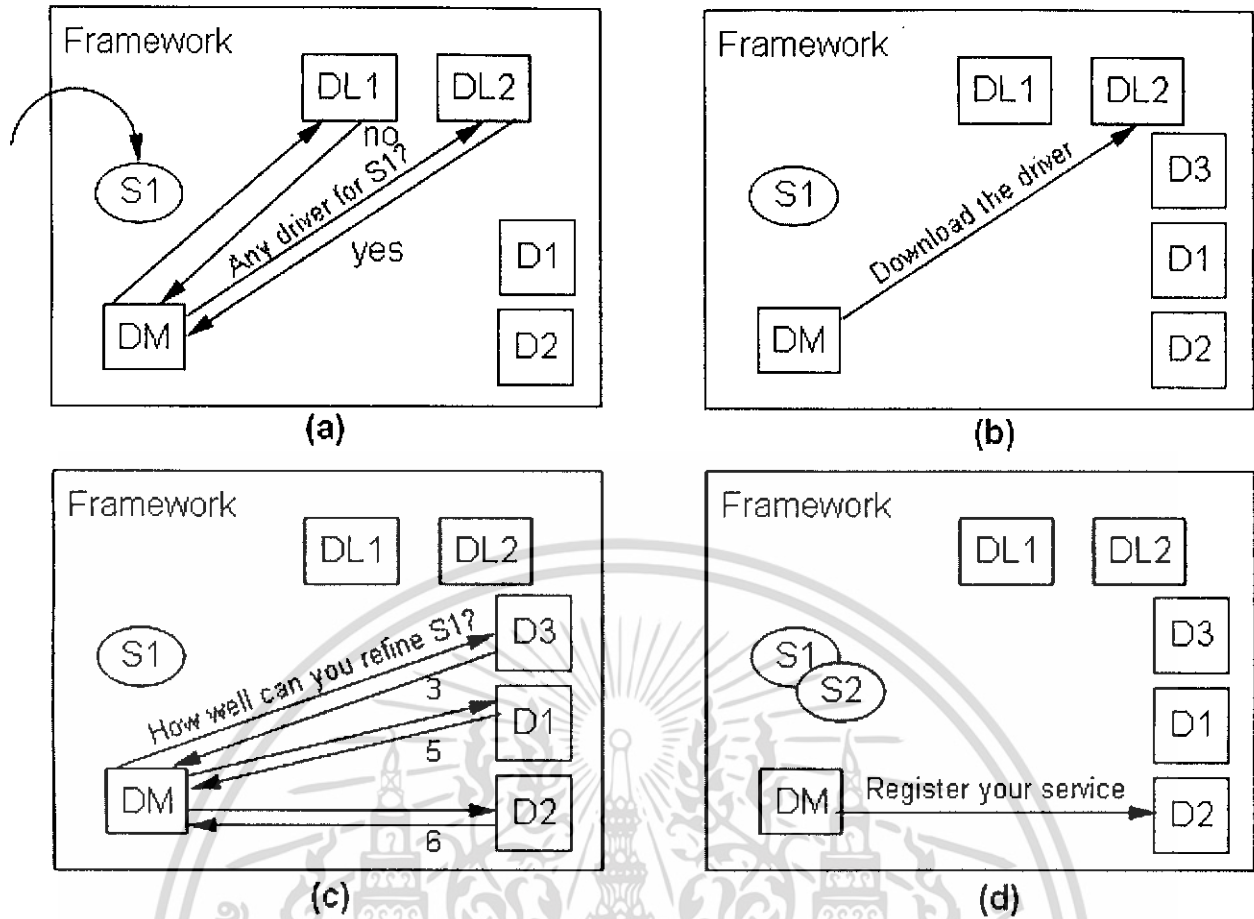 Framework
DL1
DL2
no
S1
Any driver for S1?
yes
D1
DM
D2
(a)
Framework
DL1
DL2
D3
S1
Download the driver
D1
DM
D2
(b)
Framework
DL1
DL2
S1
How well can you refine S1?
D3
3
D1
5
DM
D2
6
(c)
Framework
DL1
DL2
D3
S1
S2
D1
DM
Register your service
D2
(d)